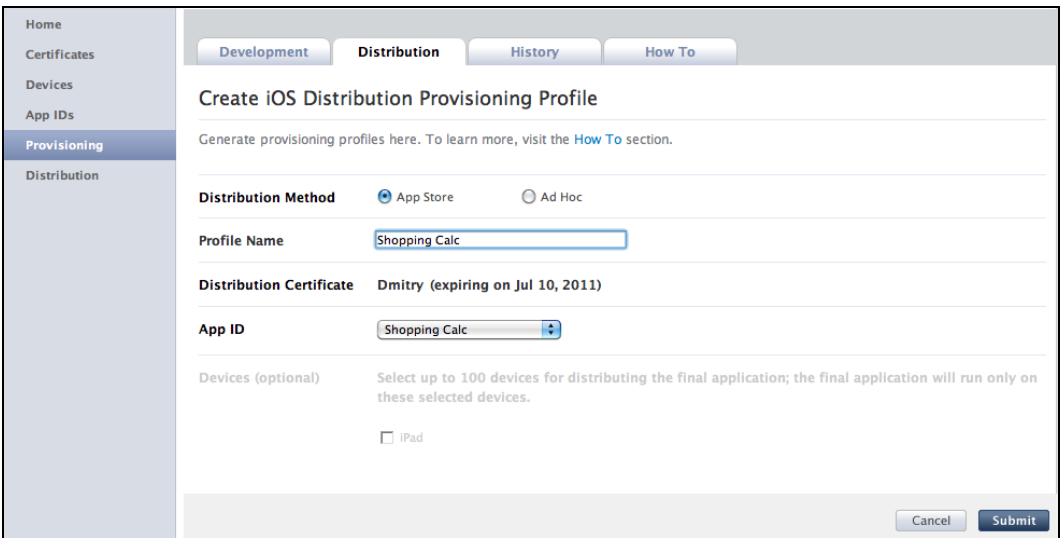 Home
Certificates
Devices
App IDs
Provisioning
Distribution
Development
Distribution
History
How To
Create iOS Distribution Provisioning Profile
Generate provisioning profiles here. To learn more, visit the How To section.
Distribution Method
App Store
Ad Hoc
Profile Name
Shopping Calc
Distribution Certificate
Dmitry (expiring on Jul 10, 2011)
App ID
Shopping Calc
Devices (optional)
Select up to 100 devices for distributing the final application; the final application will run only on
these selected devices.
iPad
Cancel
Submit